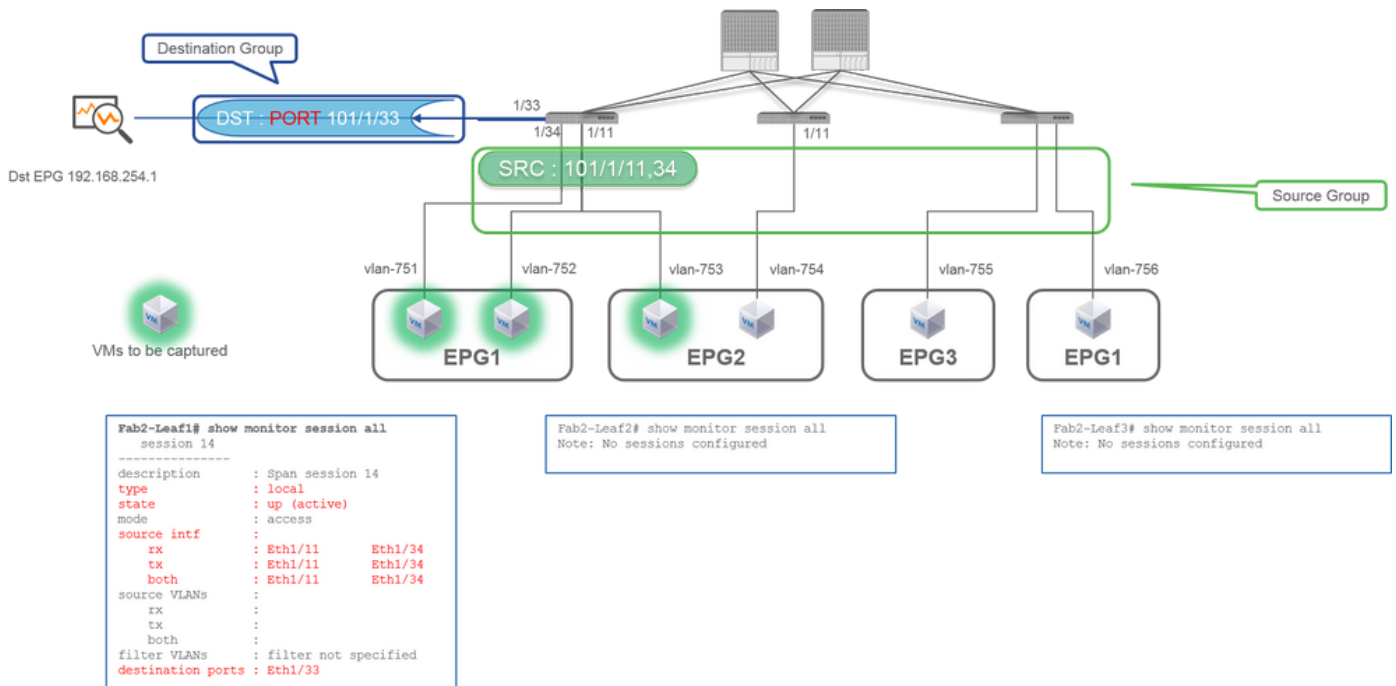 Destination Group
DST : PORT 101/1/33
1/33
1/34
1/11
1/11
Dst EPG 192.168.254.1
SRC : 101/1/11,34
Source Group
vlan-751
vlan-752
vlan-753
vlan-754
vlan-755
vlan-756
VM
VMs to be captured
VM
VM
EPG1
VM
VM
EPG2
VM
EPG3
VM
EPG1
Fab2-Leaf1# show monitor session all
session 14
---------------
description : Span session 14
type : local
state : up (active)
mode : access
source intf :
rx : Eth1/11 Eth1/34
tx : Eth1/11 Eth1/34
both : Eth1/11 Eth1/34
source VLANs :
rx :
tx :
both :
filter VLANs : filter not specified
destination ports : Eth1/33
Fab2-Leaf2# show monitor session all
Note: No sessions configured
Fab2-Leaf3# show monitor session all
Note: No sessions configured